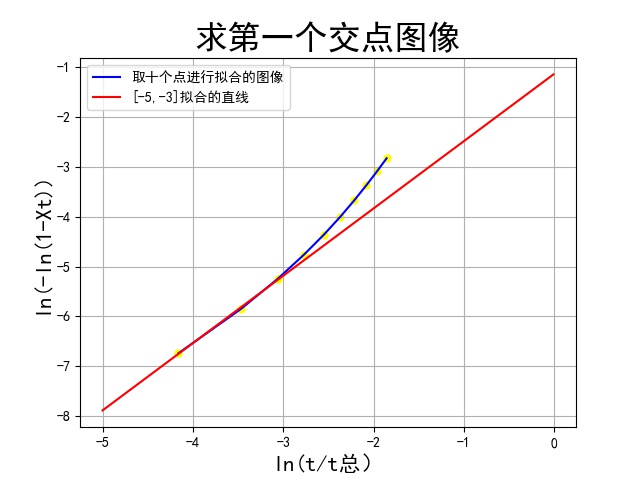 求第一个交点图像
取十个点进行拟合的图像
[-5,-3]拟合的直线
ln(-ln(1-Xt))
-1
-2
-3
-4
-5
-6
-7
-8
-5 -4 -3 -2 -1 0
ln(t/t总)